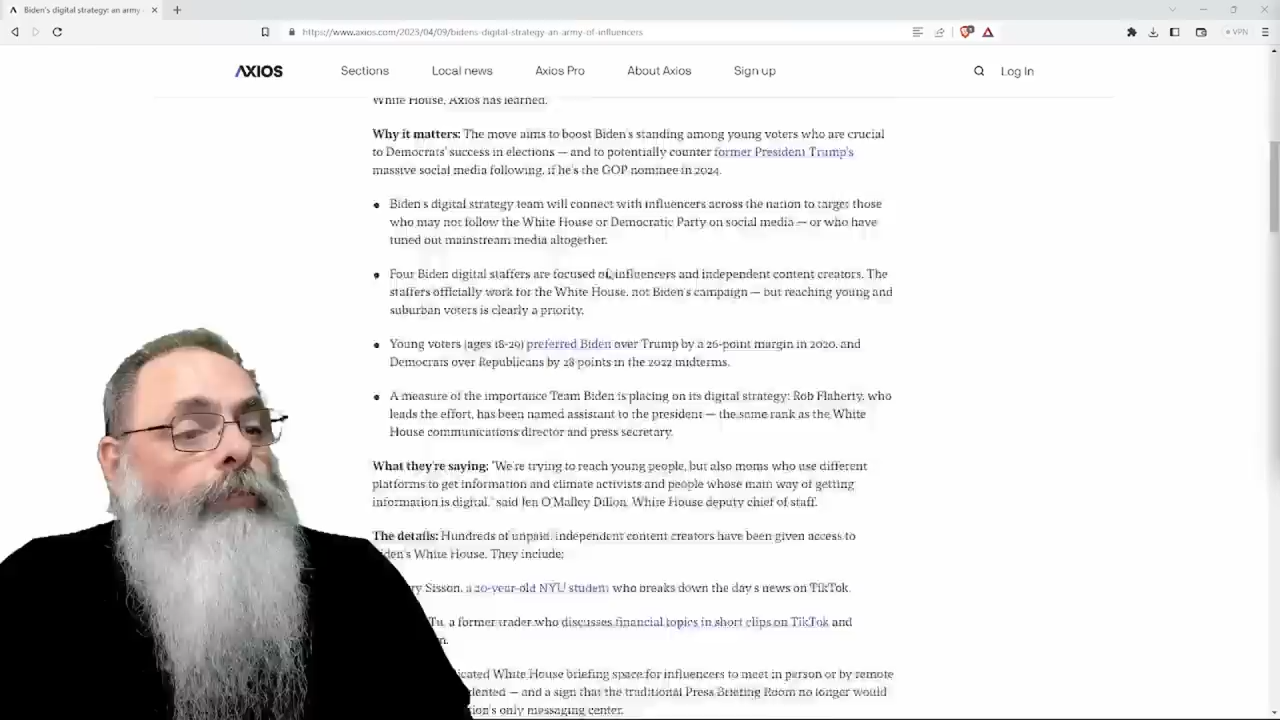 Biden's digital strategy: an army
https://www.axios.com/2023/04/09/bidens-digital-strategy-an-army-of-influencers
VPN
AXIOS
Sections
Local news
Axios Pro
About Axios
Sign up
Log In
White House, Axios has learned.
Why it matters: The move aims to boost Biden's standing among young voters who are crucial
to Democrats' success in elections — and to potentially counter former President Trump's
massive social media following, if he's the GOP nominee in 2024.
Biden's digital strategy team will connect with influencers across the nation to target those
who may not follow the White House or Democratic Party on social media — or who have
tuned out mainstream media altogether.
Four Biden digital staffers are focused on influencers and independent content creators. The
staffers officially work for the White House, not Biden's campaign — but reaching young and
suburban voters is clearly a priority.
Young voters (ages 18-29) preferred Biden over Trump by a 26-point margin in 2020, and
Democrats over Republicans by 28 points in the 2022 midterms.
A measure of the importance Team Biden is placing on its digital strategy: Rob Flaherty, who
leads the effort, has been named assistant to the president — the same rank as the White
House communications director and press secretary.
What they're saying: "We're trying to reach young people, but also moms who use different
platforms to get information and climate activists and people whose main way of getting
information is digital," said Jen O'Malley Dillon, White House deputy chief of staff.
The details: Hundreds of unpaid, independent content creators have been given access to
iden's White House. They include:
ry Sisson, a 20-year-old NYU student who breaks down the day's news on TikTok.
Tu, a former trader who discusses financial topics in short clips on TikTok and
icated White House briefing space for influencers to meet in person or by remote
dented — and a sign that the traditional Press Briefing Room no longer would
ion's only messaging center.